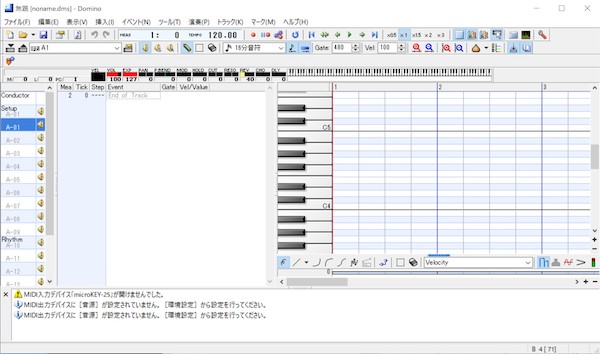 無題 [noname.dms] - Domino
ファイル(F) 編集(E) 表示(V) 挿入(I) イベント(N) ツール(T) 演奏(P) トラック(K) マーク(M) ヘルプ(H)
MEAS 1: 0 TEMPO 120.00 x0.5 x1 x1.5 x2 x3
A1 16分音符 Gate: 480 Vel: 100
VEL VOL EXP PAN P.BEND MOD HOLD CUT RESO REV CHO DLY
100 127 0 0 0 0 0 0 40 0 0
Mea Tick Step Event Gate Vel/Value
2 0 ---- End of Track
Conductor
Setup
A-01
A-01
A-02
A-03
A-04
A-05
A-06
A-07
A-08
A-09
Rhythm
A-10
A-11
A-12
1 2 3
C5
C4
Velocity
0
MIDI入力デバイス「microKEY-25」が開けませんでした。
MIDI出力デバイスに［音源］が設定されていません。［環境設定］から設定を行ってください。
MIDI出力デバイスに［音源］が設定されていません。［環境設定］から設定を行ってください。
B 4 [ 71]